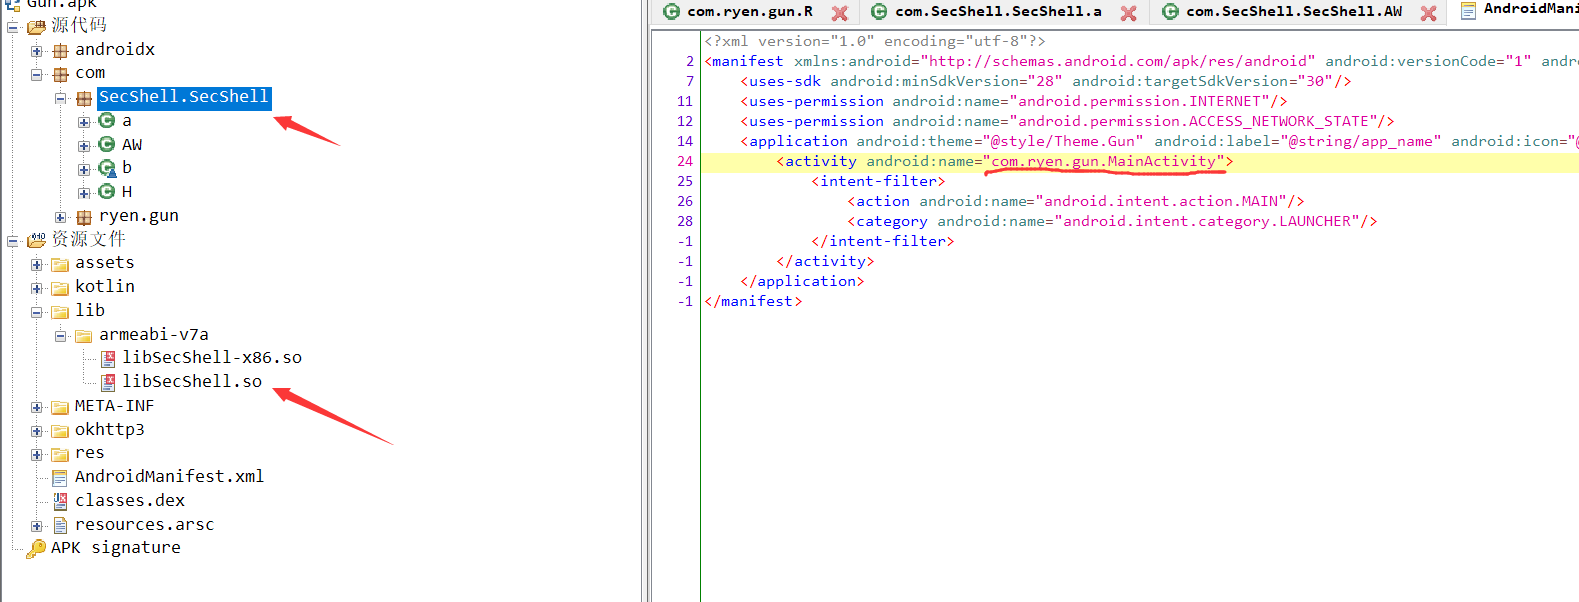 Gun.apk
源代码
androidx
com
SecShell.SecShell
a
AW
b
H
ryen.gun
资源文件
assets
kotlin
lib
armeabi-v7a
libSecShell-x86.so
libSecShell.so
META-INF
okhttp3
res
AndroidManifest.xml
classes.dex
resources.arsc
APK signature
com.ryen.gun.R com.SecShell.SecShell.a com.SecShell.SecShell.AW AndroidMani
<?xml version="1.0" encoding="utf-8"?>
2 <manifest xmlns:android="http://schemas.android.com/apk/res/android" android:versionCode="1" andro
7 <uses-sdk android:minSdkVersion="28" android:targetSdkVersion="30"/>
11 <uses-permission android:name="android.permission.INTERNET"/>
12 <uses-permission android:name="android.permission.ACCESS_NETWORK_STATE"/>
14 <application android:theme="@style/Theme.Gun" android:label="@string/app_name" android:icon="@
24 <activity android:name="com.ryen.gun.MainActivity">
25 <intent-filter>
26 <action android:name="android.intent.action.MAIN"/>
28 <category android:name="android.intent.category.LAUNCHER"/>
-1 </intent-filter>
-1 </activity>
-1 </application>
-1 </manifest>